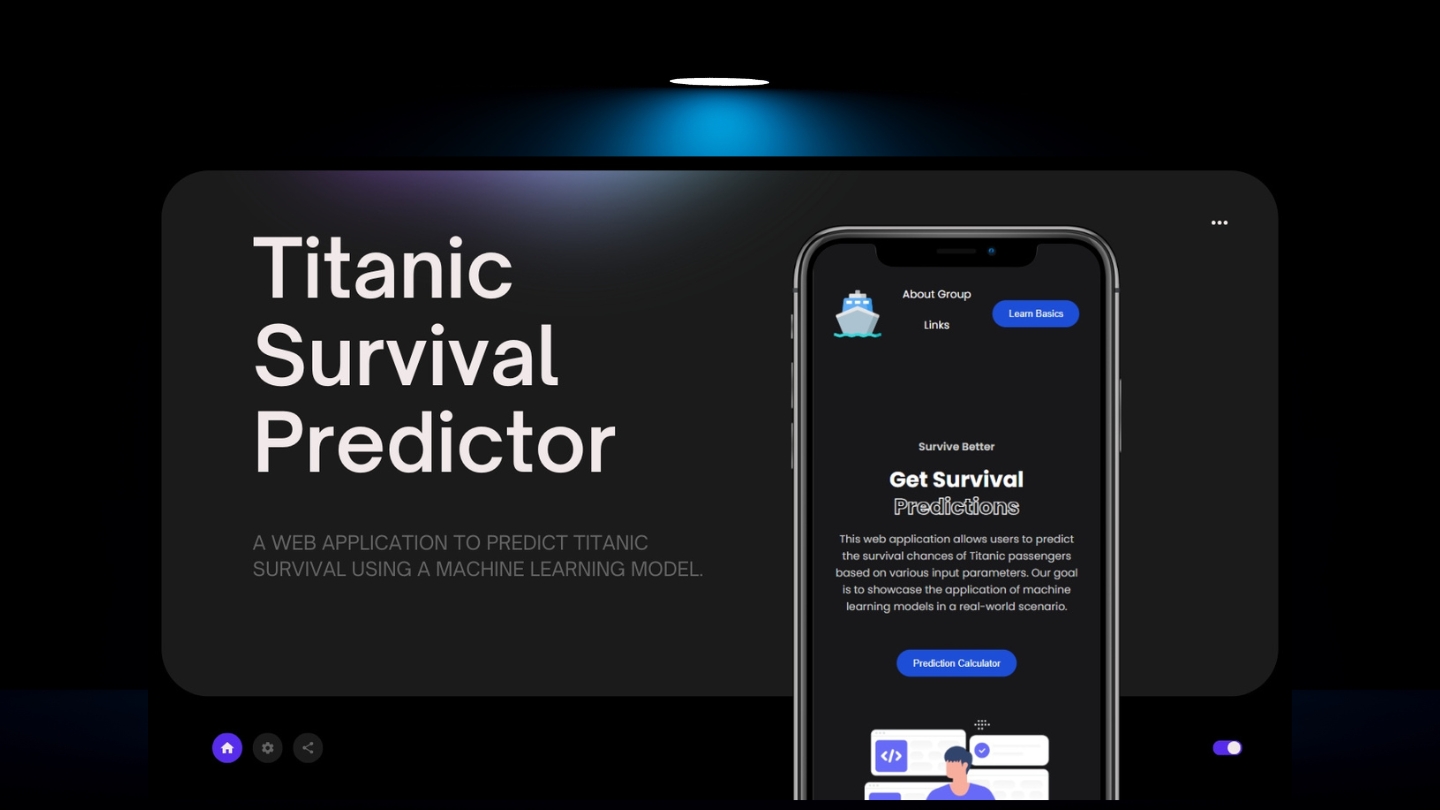 Titanic
Survival
Predictor
A WEB APPLICATION TO PREDICT TITANIC
SURVIVAL USING A MACHINE LEARNING MODEL.
About Group
Links
Learn Basics
Survive Better
Get Survival
Predictions
This web application allows users to predict
the survival chances of Titanic passengers
based on various input parameters. Our goal
is to showcase the application of machine
learning models in a real-world scenario.
Prediction Calculator